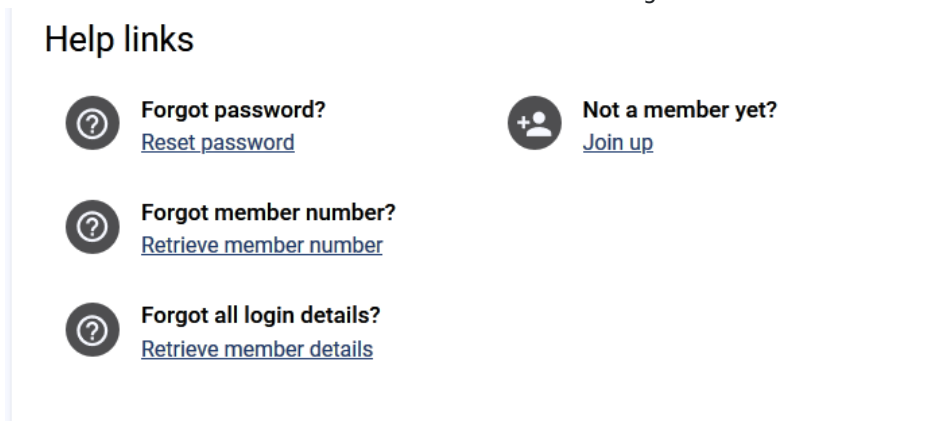 Help links
Forgot password?
Reset password
Not a member yet?
Join up
Forgot member number?
Retrieve member number
Forgot all login details?
Retrieve member details